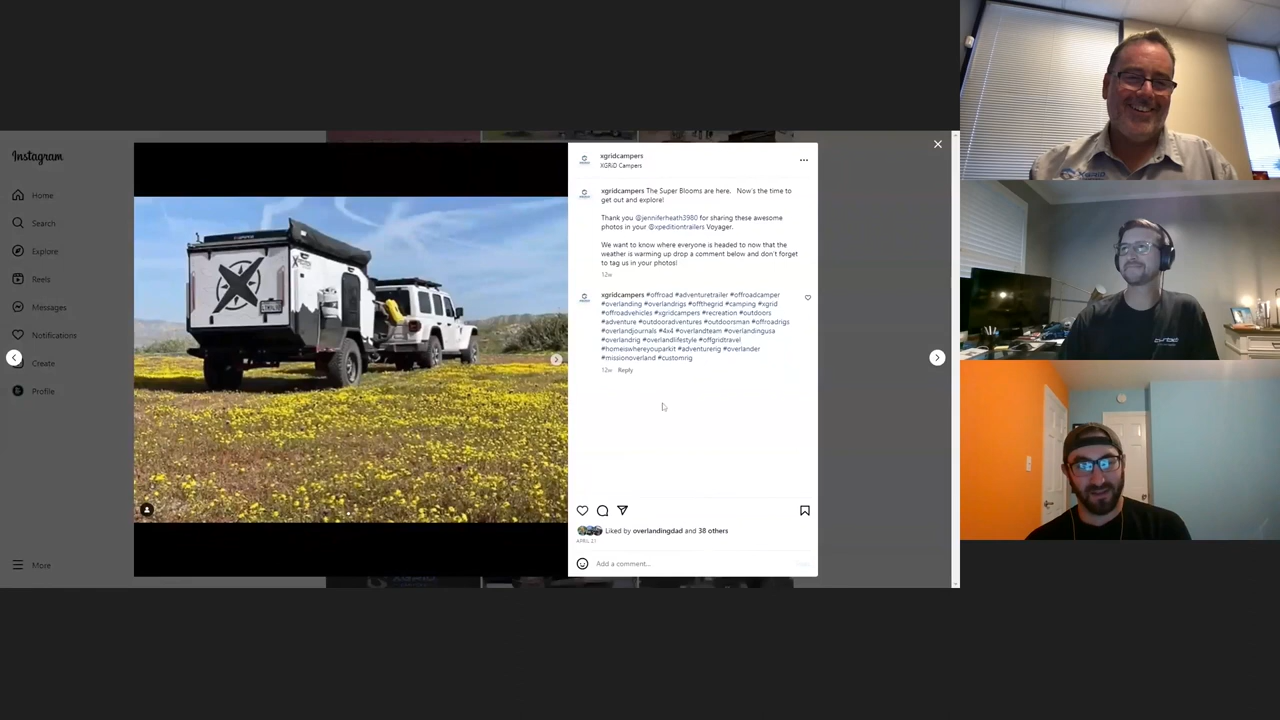 Instagram
Home
Search
Explore
Reels
Messages
Notifications
Create
Profile
More
xgridcampers
XGRiD Campers
xgridcampers The Super Blooms are here. Now's the time to
get out and explore!
Thank you @jenniferheath3980 for sharing these awesome
photos in your @xpeditiontrailers Voyager.
We want to know where everyone is headed to now that the
weather is warming up drop a comment below and don't forget
to tag us in your photos!
12w
xgridcampers #offroad #adventuretrailer #offroadcamper
#overlanding #overlandrigs #offthegrid #camping #xgrid
#offroadvehicles #xgridcampers #recreation #outdoors
#adventure #outdooradventures #outdoorsman #offroadrigs
#overlandjournals #4x4 #overlandteam #overlandingusa
#overlandrig #overlandlifestyle #offgridtravel
#homeiswhereyouparkit #adventurerig #overlander
#missionoverland #customrig
12w Reply
Liked by overlandingdad and 38 others
Add a comment...